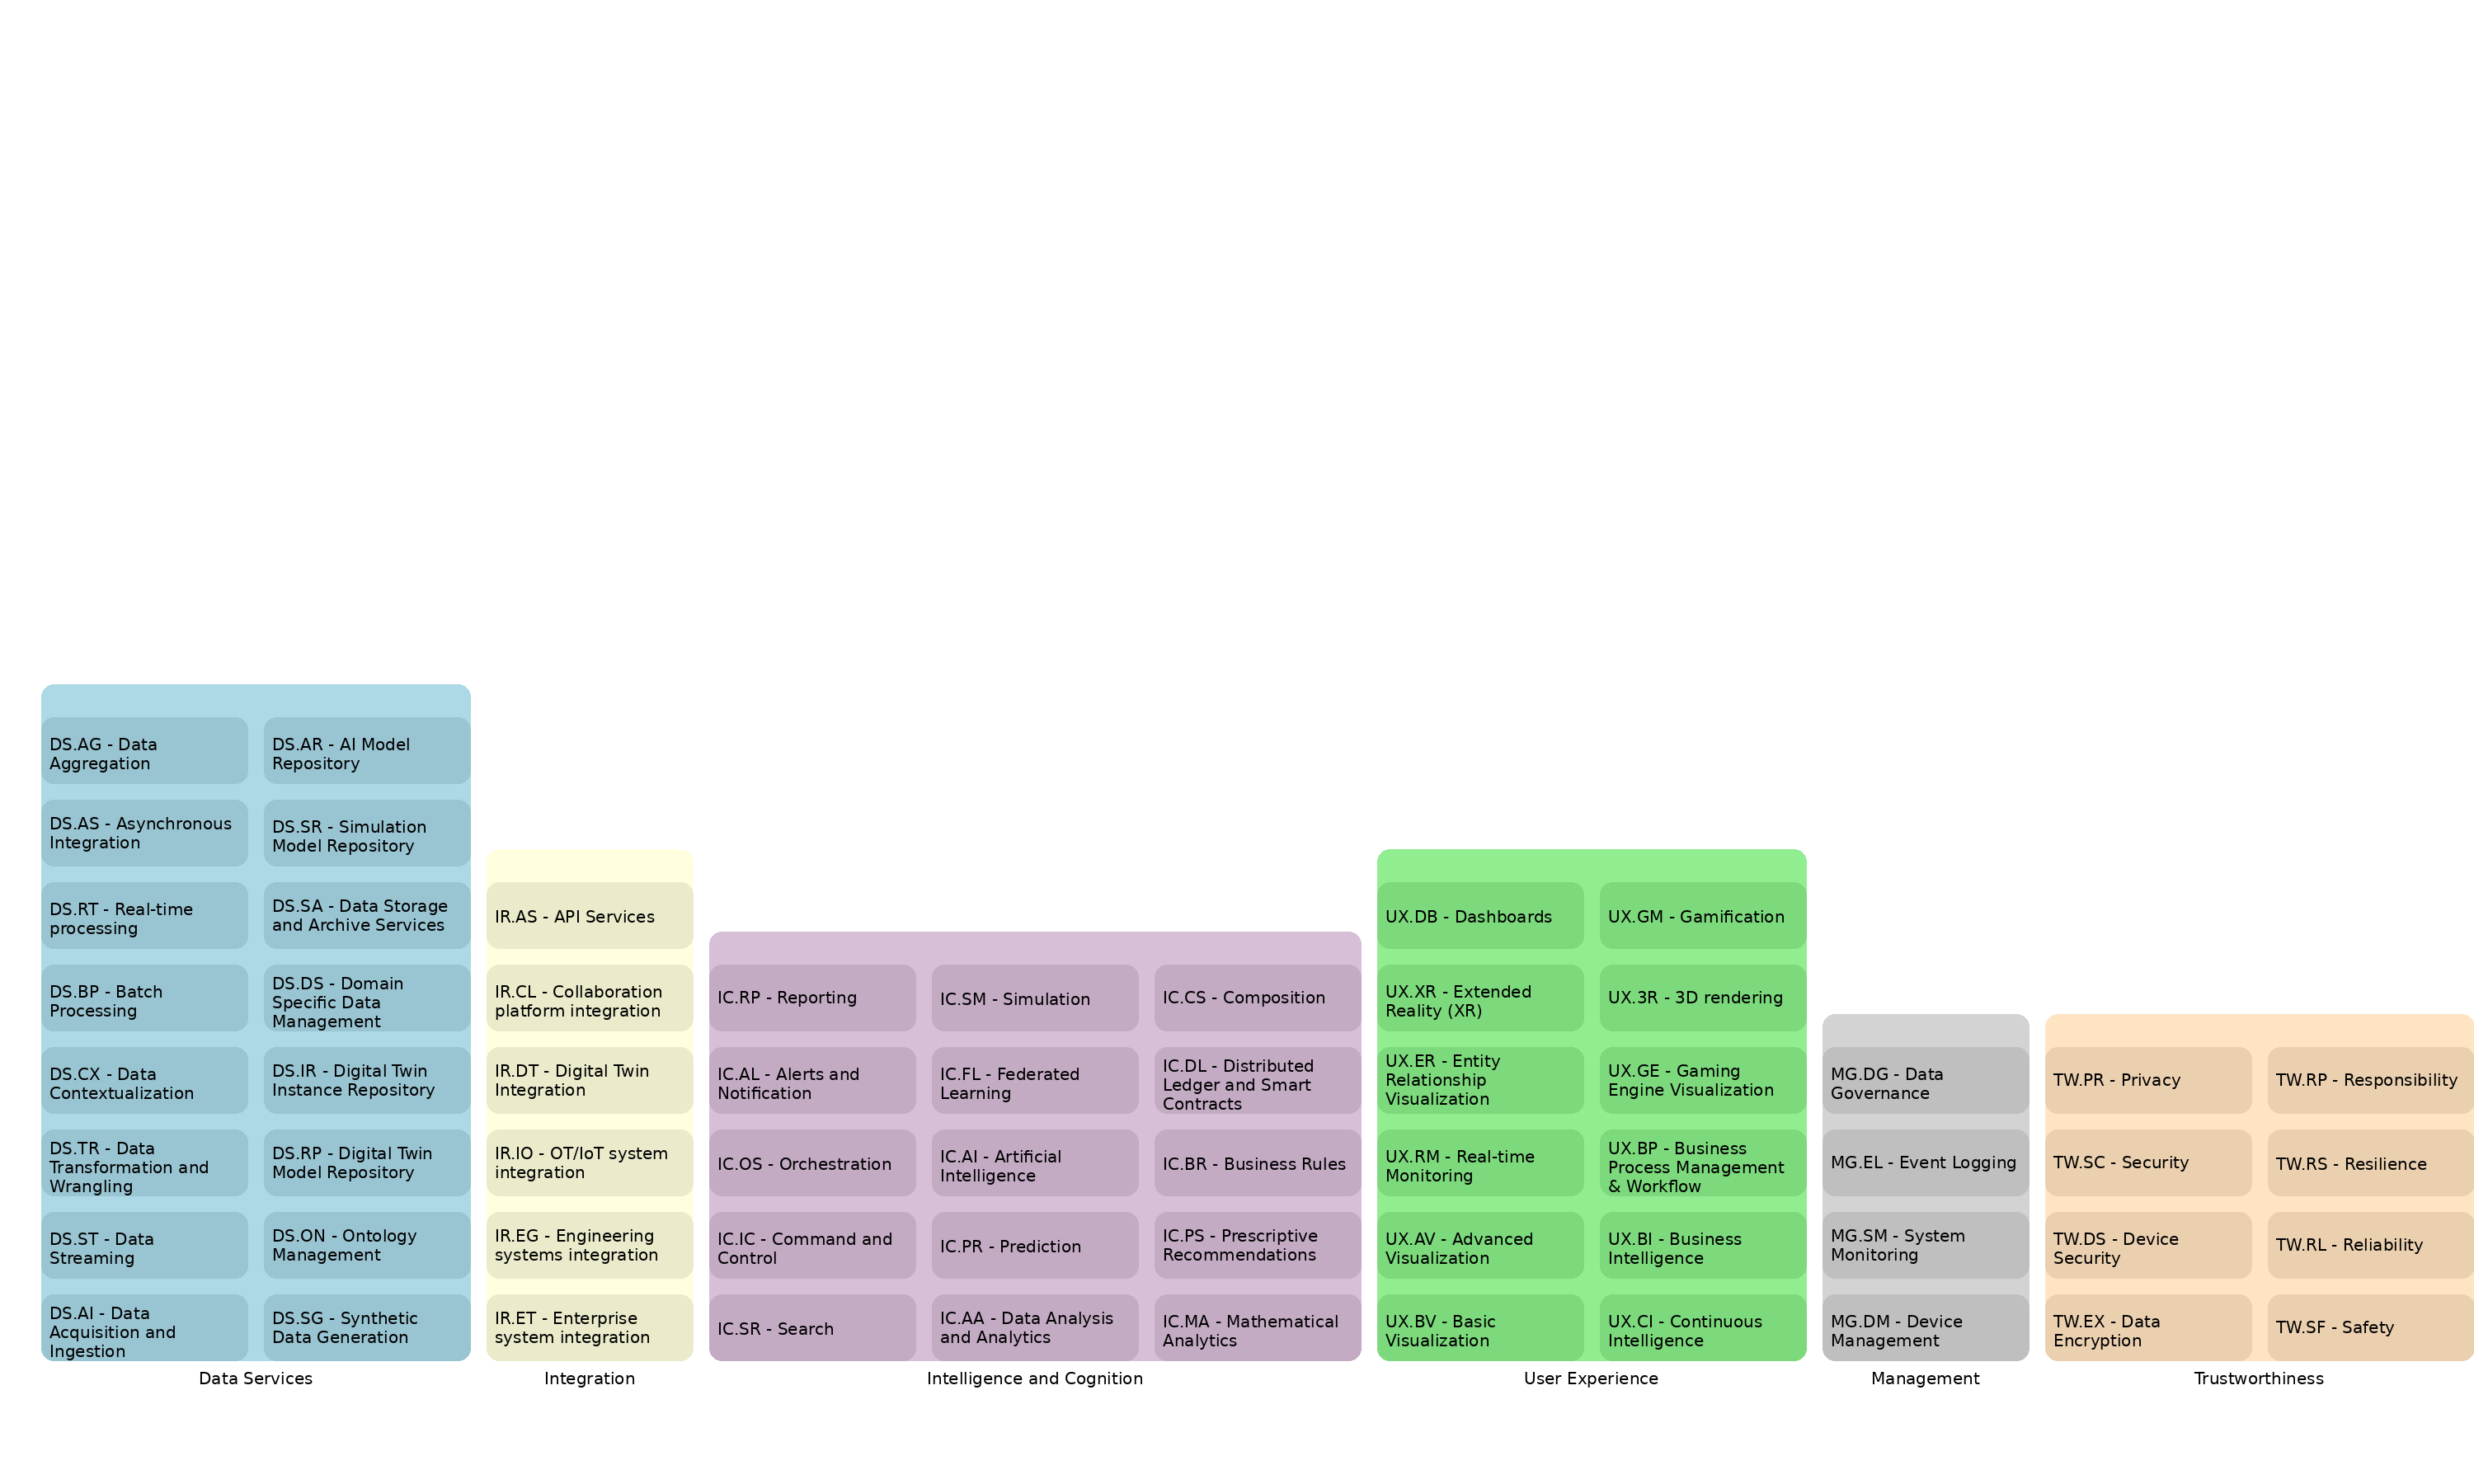 DS.AG - Data
Aggregation
DS.AS - Asynchronous
Integration
DS.RT - Real-time
processing
DS.BP - Batch
Processing
DS.CX - Data
Contextualization
DS.TR - Data
Transformation and
Wrangling
DS.ST - Data
Streaming
DS.AI - Data
Acquisition and
Ingestion
DS.AR - AI Model
Repository
DS.SR - Simulation
Model Repository
DS.SA - Data Storage
and Archive Services
DS.DS - Domain
Specific Data
Management
DS.IR - Digital Twin
Instance Repository
DS.RP - Digital Twin
Model Repository
DS.ON - Ontology
Management
DS.SG - Synthetic
Data Generation
Data Services
IR.AS - API Services
IR.CL - Collaboration
platform integration
IR.DT - Digital Twin
Integration
IR.IO - OT/IoT system
integration
IR.EG - Engineering
systems integration
IR.ET - Enterprise
system integration
Integration
IC.RP - Reporting
IC.AL - Alerts and
Notification
IC.OS - Orchestration
IC.IC - Command and
Control
IC.SR - Search
IC.SM - Simulation
IC.FL - Federated
Learning
IC.AI - Artificial
Intelligence
IC.PR - Prediction
IC.AA - Data Analysis
and Analytics
IC.CS - Composition
IC.DL - Distributed
Ledger and Smart
Contracts
IC.BR - Business Rules
IC.PS - Prescriptive
Recommendations
IC.MA - Mathematical
Analytics
Intelligence and Cognition
UX.DB - Dashboards
UX.XR - Extended
Reality (XR)
UX.ER - Entity
Relationship
Visualization
UX.RM - Real-time
Monitoring
UX.AV - Advanced
Visualization
UX.BV - Basic
Visualization
UX.GM - Gamification
UX.3R - 3D rendering
UX.GE - Gaming
Engine Visualization
UX.BP - Business
Process Management
& Workflow
UX.BI - Business
Intelligence
UX.CI - Continuous
Intelligence
User Experience
MG.DG - Data
Governance
MG.EL - Event Logging
MG.SM - System
Monitoring
MG.DM - Device
Management
Management
TW.PR - Privacy
TW.SC - Security
TW.DS - Device
Security
TW.EX - Data
Encryption
TW.RP - Responsibility
TW.RS - Resilience
TW.RL - Reliability
TW.SF - Safety
Trustworthiness